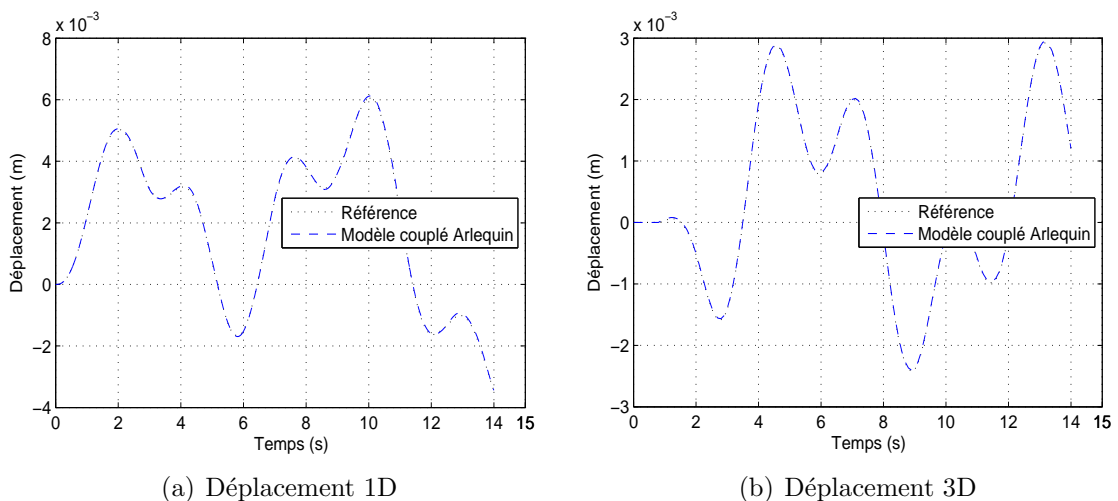 x 10⁻³
8
6
4
2
0
−2
−4
Déplacement (m)
0 2 4 6 8 10 12 14 15
Temps (s)
Référence
Modèle couplé Arlequin
(a) Déplacement 1D
x 10⁻³
3
2
1
0
−1
−2
−3
Déplacement (m)
0 2 4 6 8 10 12 14 15
Temps (s)
Référence
Modèle couplé Arlequin
(b) Déplacement 3D